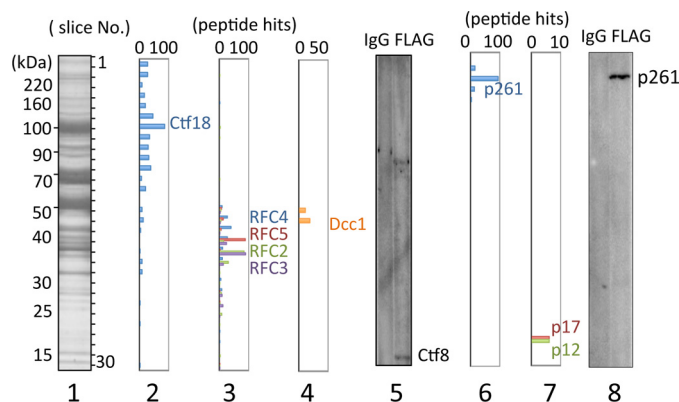 ( slice No.) (peptide hits) (peptide hits)
0 100 0 100 0 50 IgG FLAG 0 100 0 10 IgG FLAG
(kDa) 1
220
160
100
90
70
50
40
30
25
15
30
Ctf18
RFC4
RFC5
RFC2
RFC3
Dcc1
Ctf8
p261
p17
p12
p261
1 2 3 4 5 6 7 8